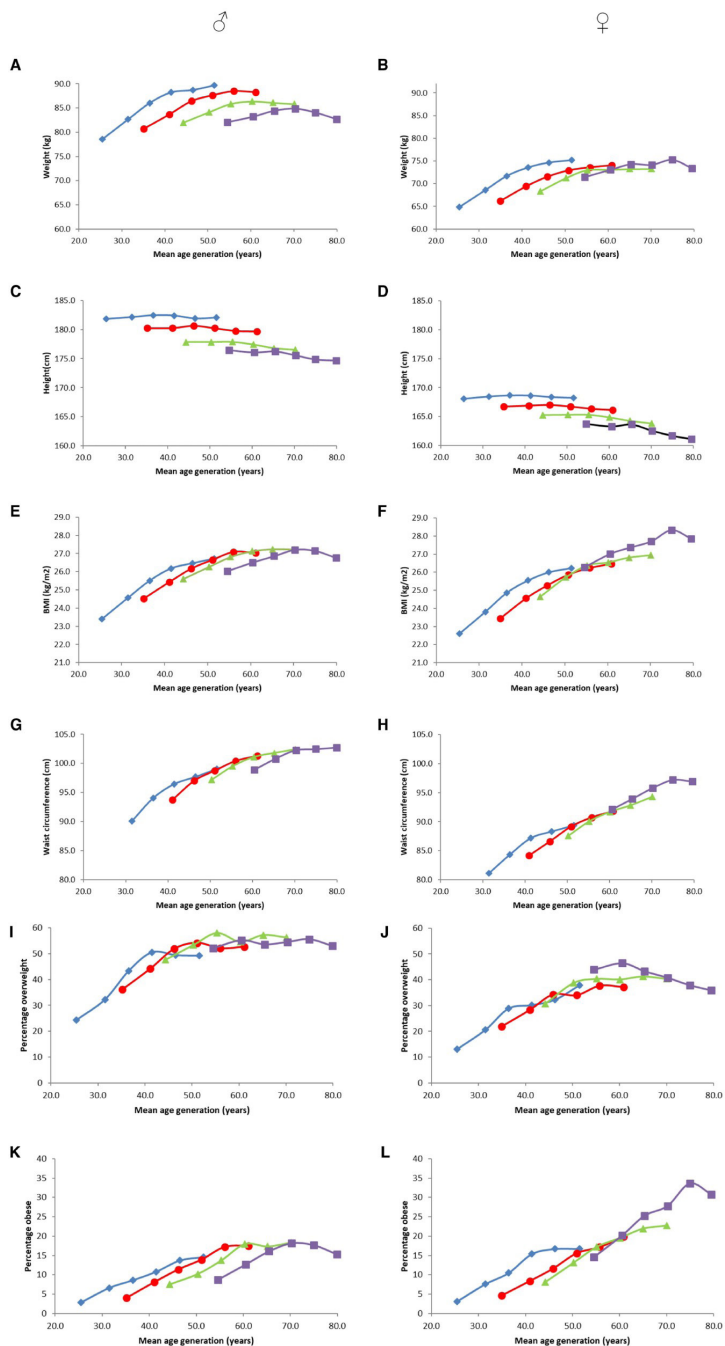 ♂ ♀
A
90.0
85.0
80.0
75.0
70.0
65.0
60.0
Weight (kg)
20.0 30.0 40.0 50.0 60.0 70.0 80.0
Mean age generation (years)
B
90.0
85.0
80.0
75.0
70.0
65.0
60.0
Weight (kg)
20.0 30.0 40.0 50.0 60.0 70.0 80.0
Mean age generation (years)
C
185.0
180.0
175.0
170.0
165.0
160.0
Height(cm)
20.0 30.0 40.0 50.0 60.0 70.0 80.0
Mean age generation (years)
D
185.0
180.0
175.0
170.0
165.0
160.0
Height (cm)
20.0 30.0 40.0 50.0 60.0 70.0 80.0
Mean age generation (years)
E
29.0
28.0
27.0
26.0
25.0
24.0
23.0
22.0
21.0
BMI (kg/m2)
20.0 30.0 40.0 50.0 60.0 70.0 80.0
Mean age generation (years)
F
29.0
28.0
27.0
26.0
25.0
24.0
23.0
22.0
21.0
BMI (kg/m2)
20.0 30.0 40.0 50.0 60.0 70.0 80.0
Mean age generation (years)
G
105.0
100.0
95.0
90.0
85.0
80.0
Waist circumference (cm)
20.0 30.0 40.0 50.0 60.0 70.0 80.0
Mean age generation (years)
H
105.0
100.0
95.0
90.0
85.0
80.0
Waist circumference (cm)
20.0 30.0 40.0 50.0 60.0 70.0 80.0
Mean age generation (years)
I
60
50
40
30
20
10
0
Percentage overweight
20.0 30.0 40.0 50.0 60.0 70.0 80.0
Mean age generation (years)
J
60
50
40
30
20
10
0
Percentage overweight
20.0 30.0 40.0 50.0 60.0 70.0 80.0
Mean age generation (years)
K
40
35
30
25
20
15
10
5
0
Percentage obese
20.0 30.0 40.0 50.0 60.0 70.0 80.0
Mean age generation (years)
L
40
35
30
25
20
15
10
5
0
Percentage obese
20.0 30.0 40.0 50.0 60.0 70.0 80.0
Mean age generation (years)